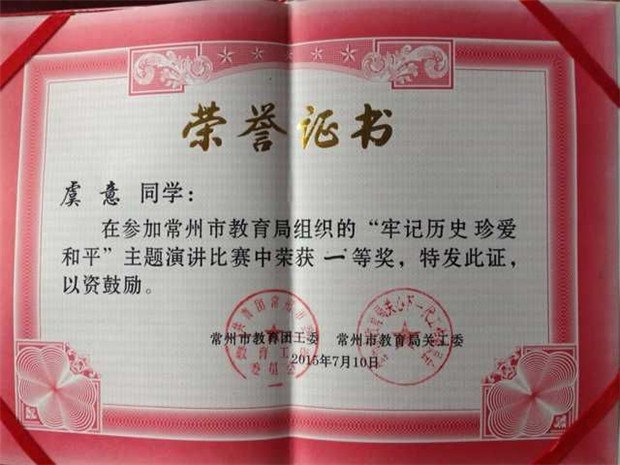 荣誉证书
虞意 同学：
在参加常州市教育局组织的“牢记历史 珍爱
和平”主题演讲比赛中荣获 一 等奖，特发此证，
以资鼓励。
常州市教育团工委 常州市教育局关工委
2015年7月10日